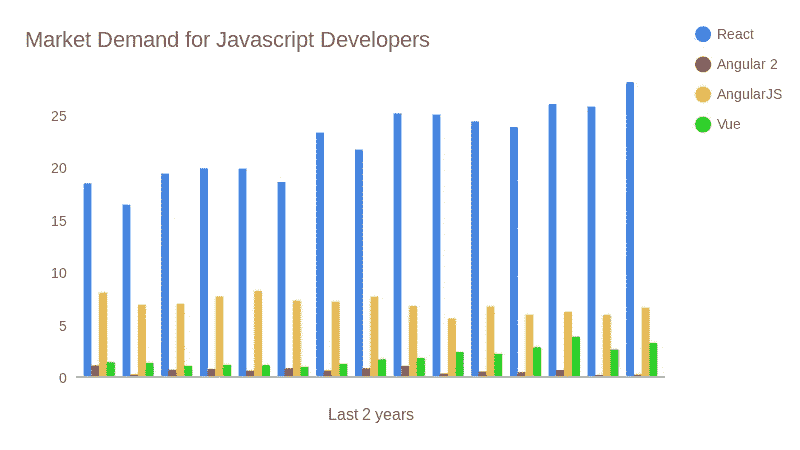 Market Demand for Javascript Developers
React
Angular 2
AngularJS
Vue
25
20
15
10
5
0
Last 2 years